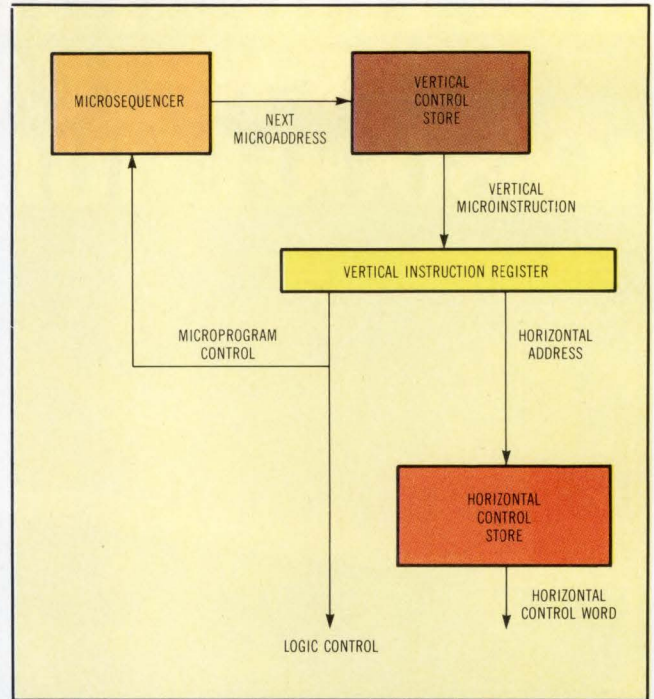 MICROSEQUENCER
NEXT
MICROADDRESS
VERTICAL
CONTROL
STORE
VERTICAL
MICROINSTRUCTION
VERTICAL INSTRUCTION REGISTER
MICROPROGRAM
CONTROL
HORIZONTAL
ADDRESS
HORIZONTAL
CONTROL
STORE
HORIZONTAL
CONTROL WORD
LOGIC CONTROL